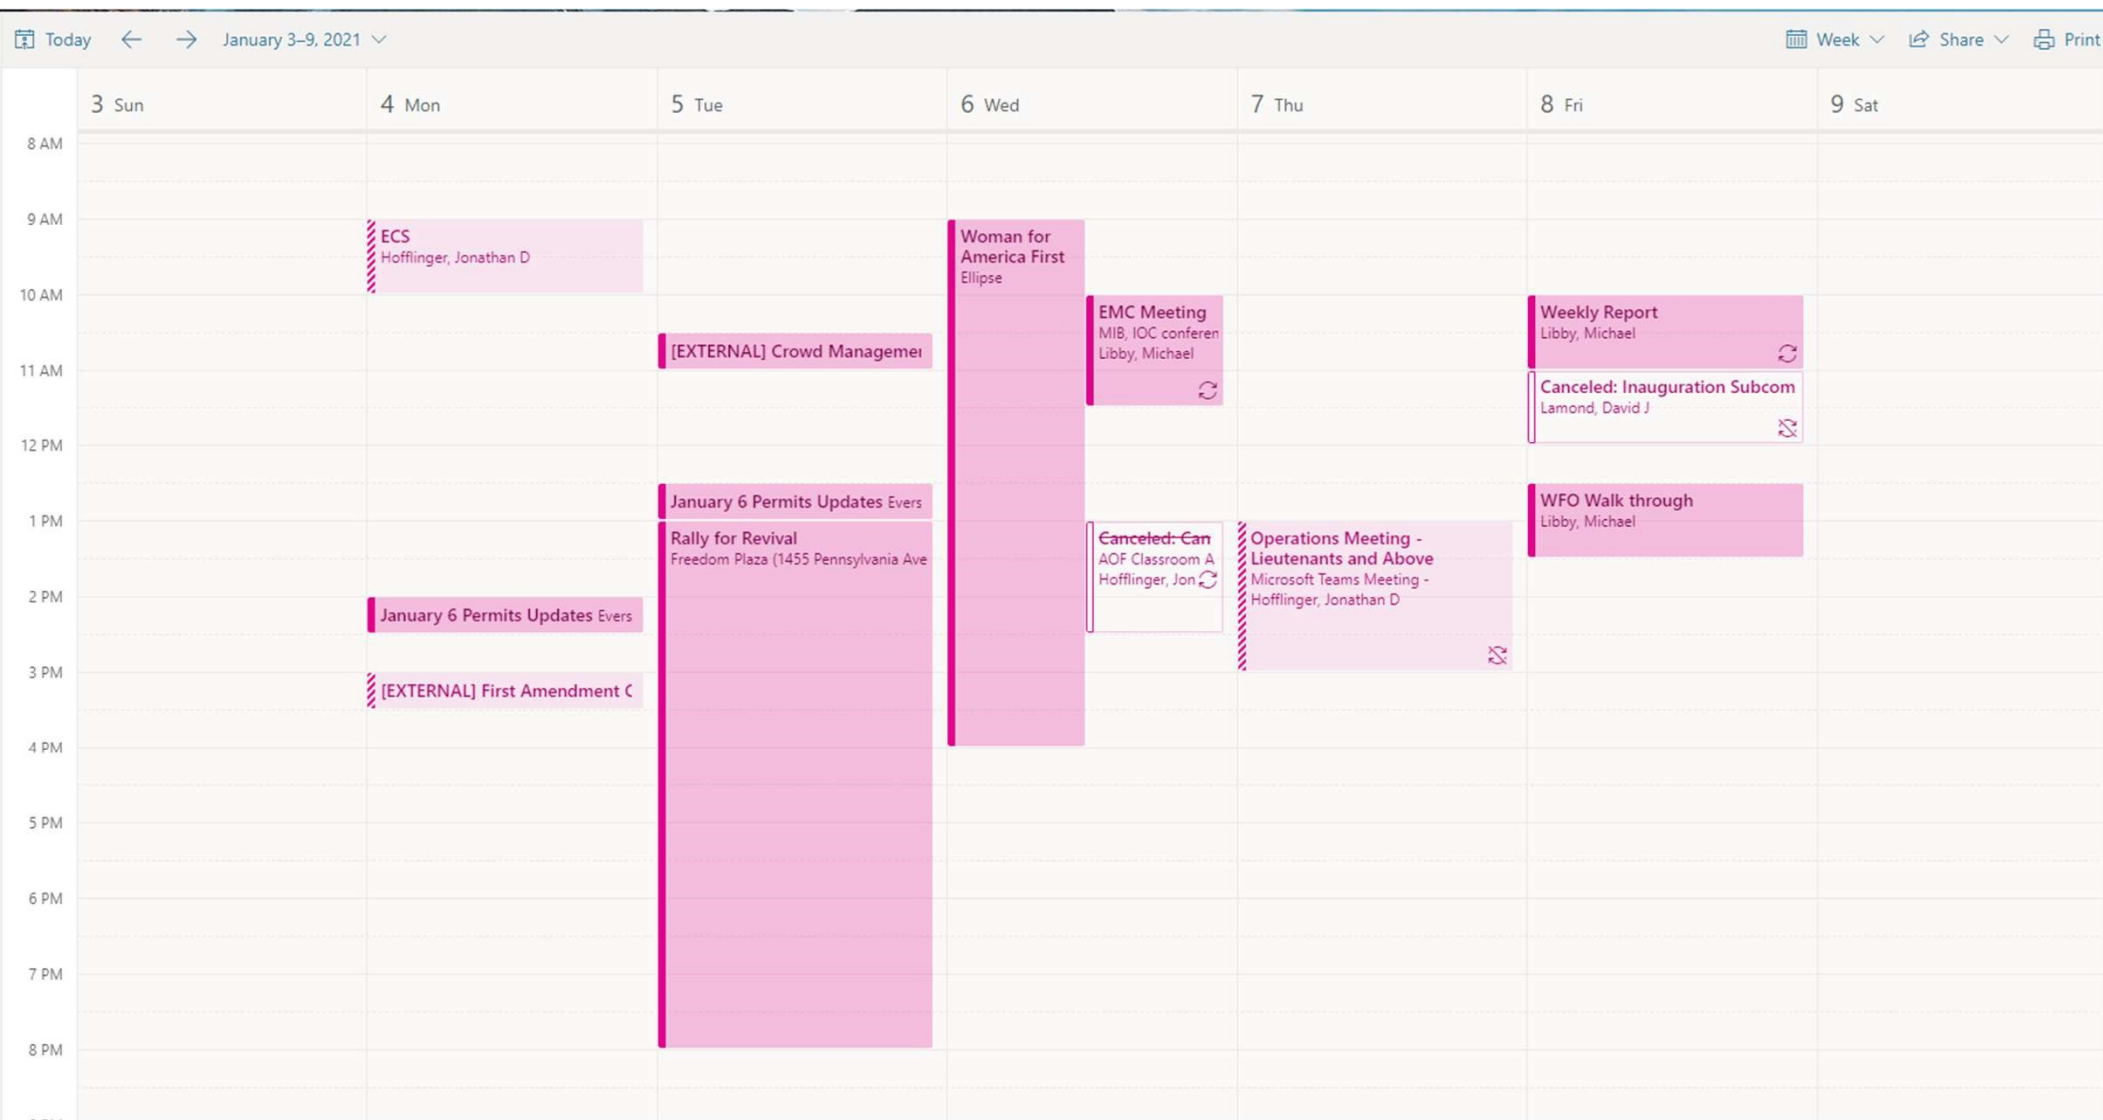 Today
January 3–9, 2021
Week
Share
Print
3 Sun
4 Mon
5 Tue
6 Wed
7 Thu
8 Fri
9 Sat
8 AM
9 AM
10 AM
11 AM
12 PM
1 PM
2 PM
3 PM
4 PM
5 PM
6 PM
7 PM
8 PM
ECS
Hofflinger, Jonathan D
January 6 Permits Updates Evers
[EXTERNAL] First Amendment
[EXTERNAL] Crowd Managemen
January 6 Permits Updates Evers
Rally for Revival
Freedom Plaza (1455 Pennsylvania Ave
Woman for
America First
Ellipse
EMC Meeting
MIB, IOC conferen
Libby, Michael
Canceled: Can
AOF Classroom A
Hofflinger, Jon
Operations Meeting -
Lieutenants and Above
Microsoft Teams Meeting -
Hofflinger, Jonathan D
Weekly Report
Libby, Michael
Canceled: Inauguration Subcom
Lamond, David J
WFO Walk through
Libby, Michael